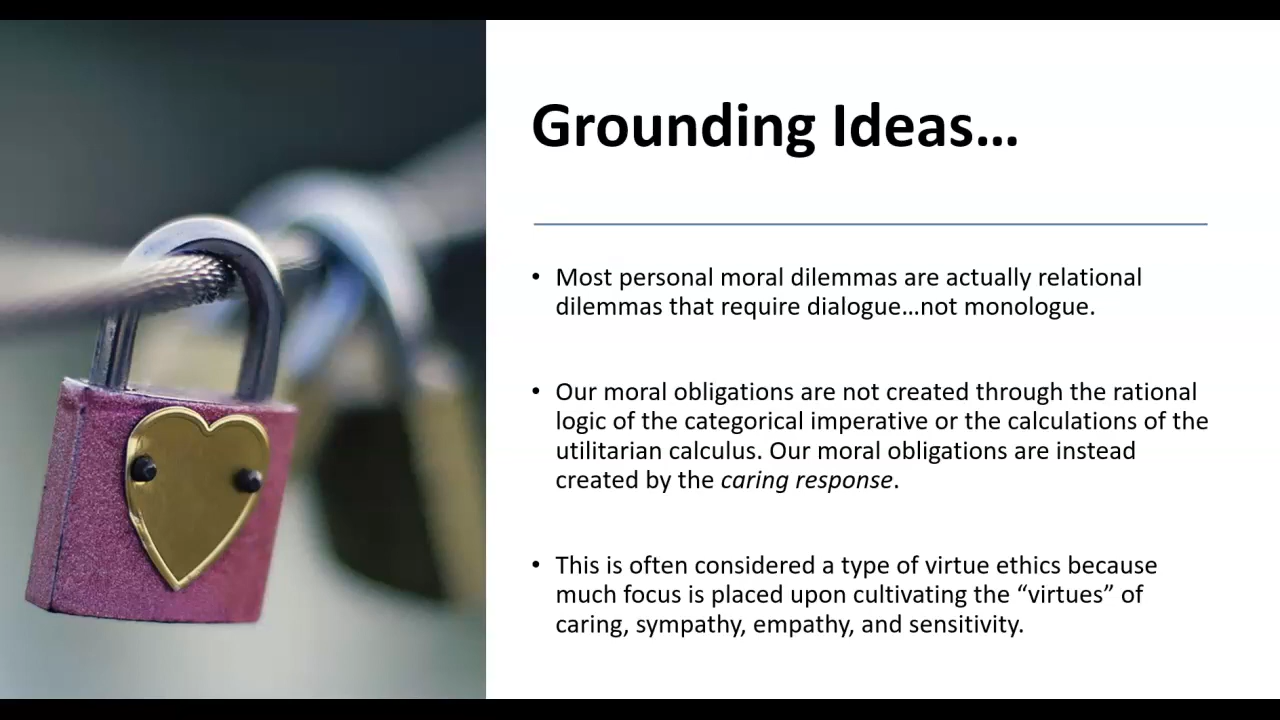 Grounding Ideas...
• Most personal moral dilemmas are actually relational
dilemmas that require dialogue...not monologue.
• Our moral obligations are not created through the rational
logic of the categorical imperative or the calculations of the
utilitarian calculus. Our moral obligations are instead
created by the caring response.
• This is often considered a type of virtue ethics because
much focus is placed upon cultivating the “virtues” of
caring, sympathy, empathy, and sensitivity.